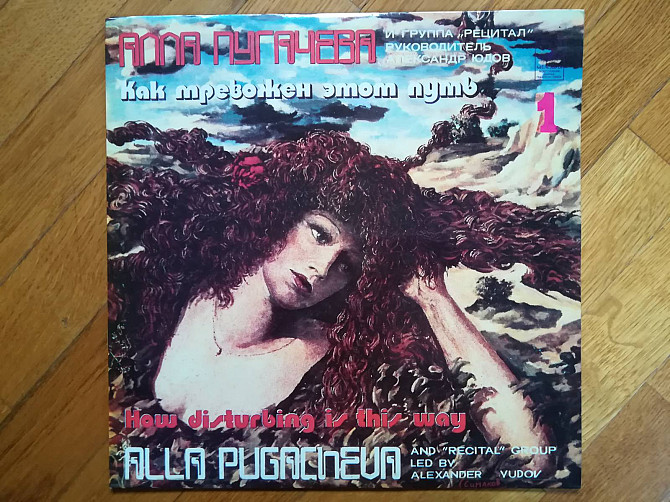 АЛЛА ПУГАЧЕВА
И ГРУППА „РЕЦИТАЛ"
РУКОВОДИТЕЛЬ
АЛЕКСАНДР ЮДОВ
Как тревожен этот путь
1
How disturbing is this way
ALLA PUGACHEVA
AND "RECITAL" GROUP
LED BY
ALEXANDER YUDOV